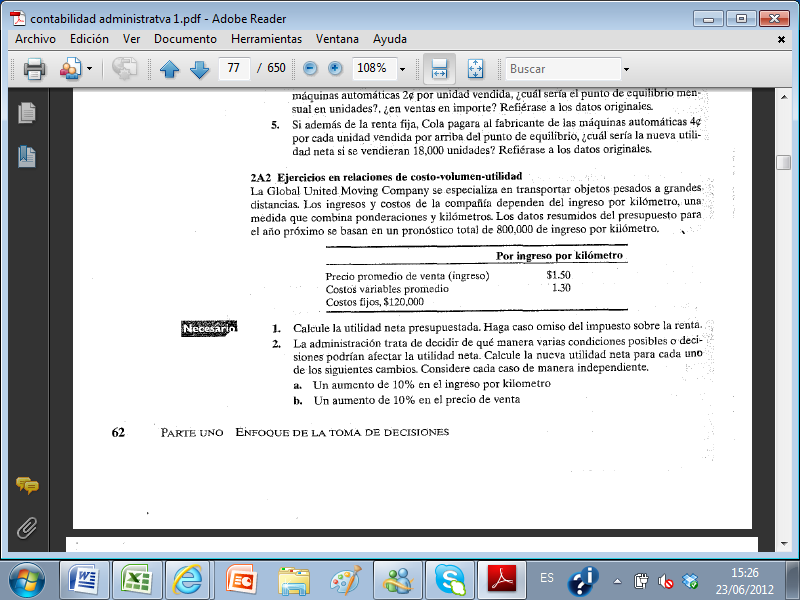 contabilidad administratva 1.pdf - Adobe Reader
Archivo Edición Ver Documento Herramientas Ventana Ayuda
77 / 650 108% Buscar
máquinas automáticas 2¢ por unidad vendida, ¿cuál sería el punto de equilibrio men-
sual en unidades?, ¿en ventas en importe? Refiérase a los datos originales.
5. Si además de la renta fija, Cola pagara al fabricante de las máquinas automáticas 4¢
por cada unidad vendida por arriba del punto de equilibrio, ¿cuál sería la nueva utili-
dad neta si se vendieran 18,000 unidades? Refiérase a los datos originales.
2A2 Ejercicios en relaciones de costo-volumen-utilidad
La Global United Moving Company se especializa en transportar objetos pesados a grandes
distancias. Los ingresos y costos de la compañía dependen del ingreso por kilómetro, una
medida que combina ponderaciones y kilómetros. Los datos resumidos del presupuesto para
el año próximo se basan en un pronóstico total de 800,000 de ingreso por kilómetro.
Por ingreso por kilómetro
Precio promedio de venta (ingreso) $1.50
Costos variables promedio 1.30
Costos fijos, $120,000
Necesario 1. Calcule la utilidad neta presupuestada. Haga caso omiso del impuesto sobre la renta.
2. La administración trata de decidir de qué manera varias condiciones posibles o deci-
siones podrían afectar la utilidad neta. Calcule la nueva utilidad neta para cada uno
de los siguientes cambios. Considere cada caso de manera independiente.
a. Un aumento de 10% en el ingreso por kilometro
b. Un aumento de 10% en el precio de venta
62 PARTE UNO ENFOQUE DE LA TOMA DE DECISIONES
ES 15:26
23/06/2012